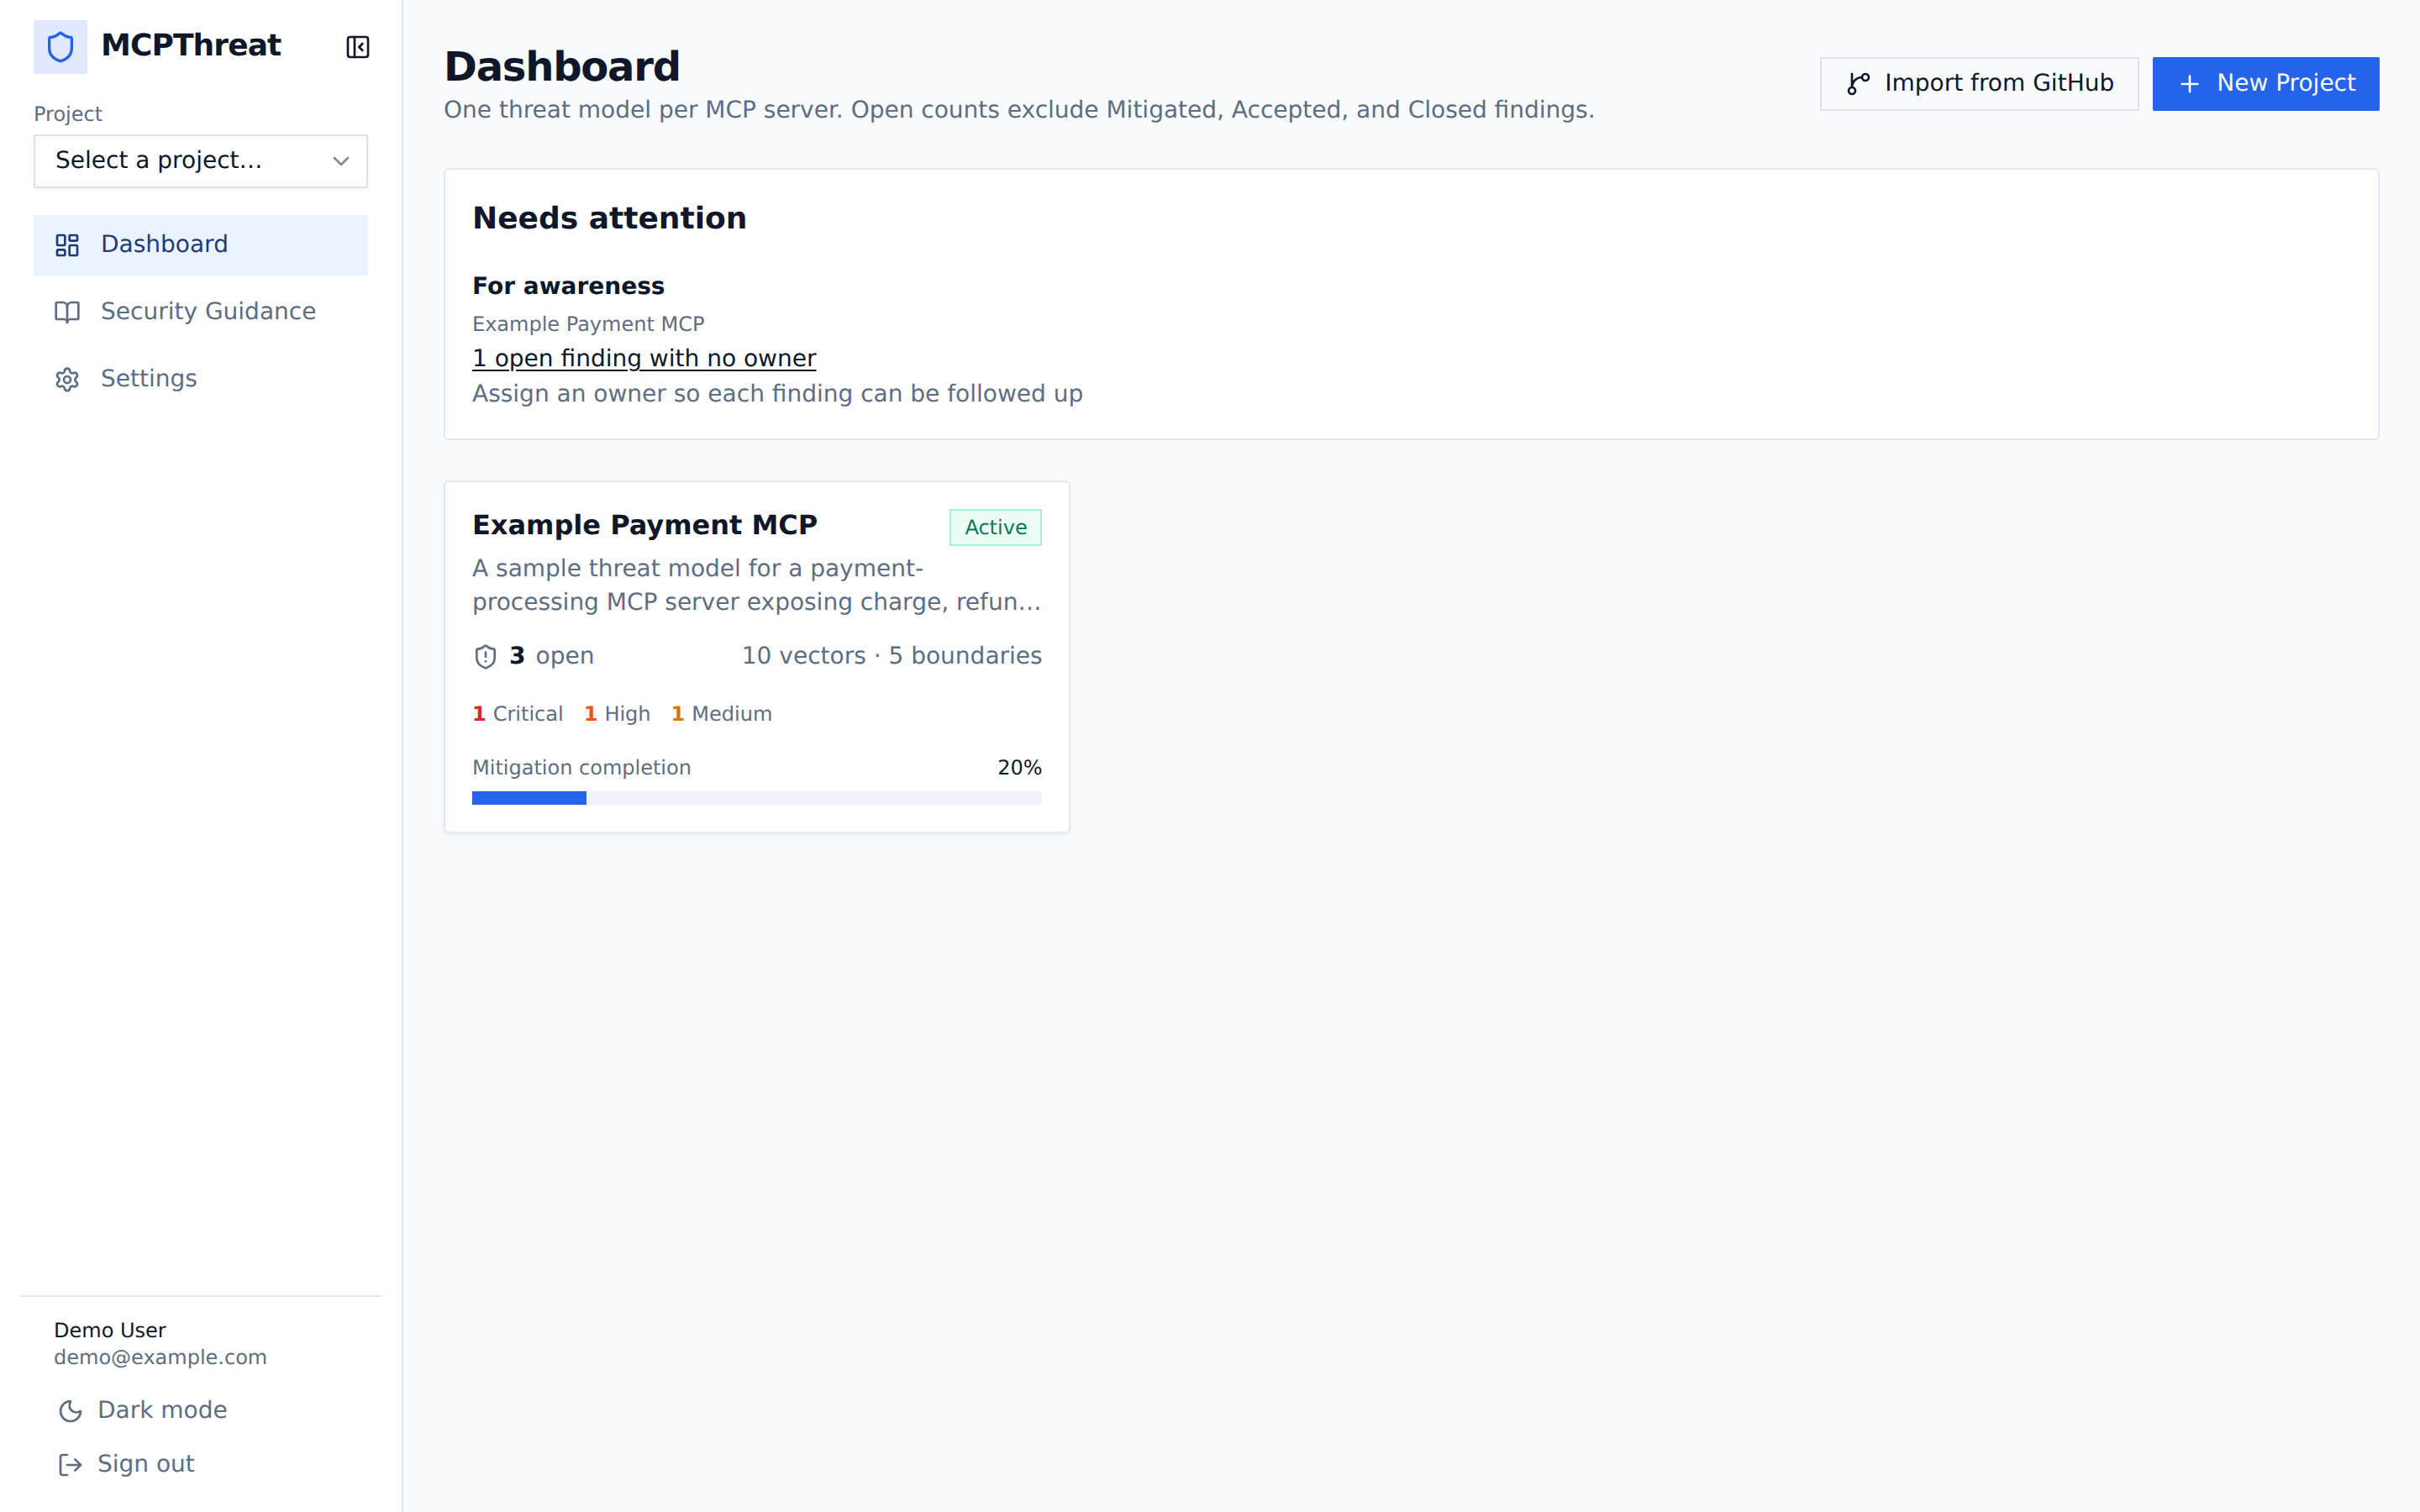 MCPThreat
Project
Select a project...
Dashboard
Security Guidance
Settings
Demo User
demo@example.com
Dark mode
Sign out
Dashboard
One threat model per MCP server. Open counts exclude Mitigated, Accepted, and Closed findings.
Import from GitHub
New Project
Needs attention
For awareness
Example Payment MCP
1 open finding with no owner
Assign an owner so each finding can be followed up
Example Payment MCP
Active
A sample threat model for a payment-
processing MCP server exposing charge, refun...
3 open
10 vectors · 5 boundaries
1 Critical 1 High 1 Medium
Mitigation completion
20%